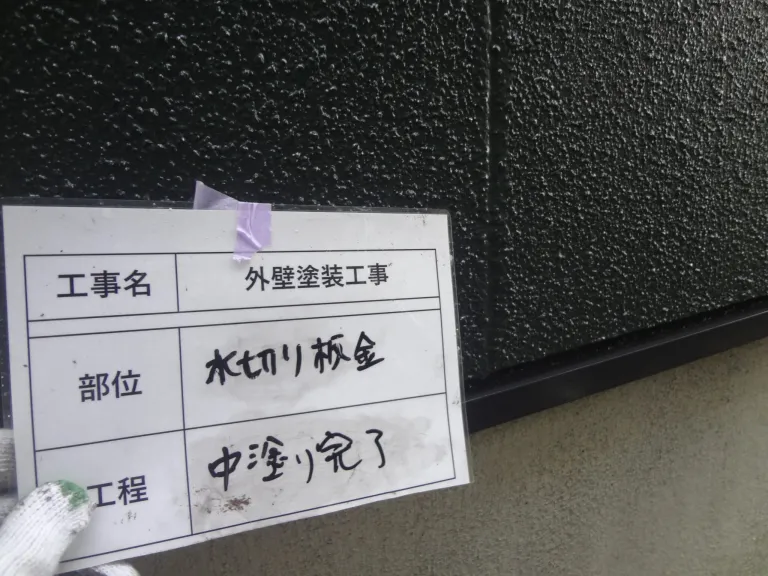 工事名 外壁塗装工事
部位 水切り板金
工程 中塗り完了